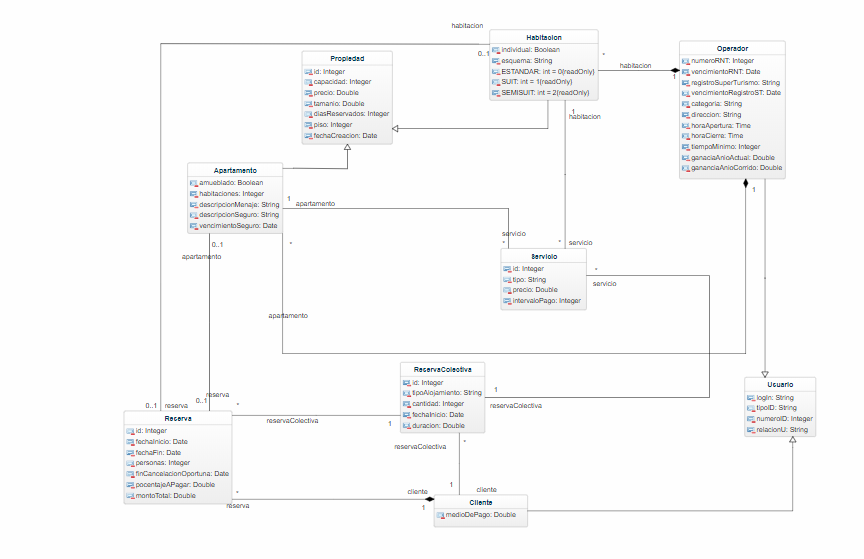 habitacion
Habitacion
individual: Boolean
esquema: String
ESTANDAR: int = 0{readOnly}
SUIT: int = 1{readOnly}
SEMISUIT: int = 2{readOnly}
0..1
*
habitacion
1
1
habitacion
Propiedad
id: Integer
capacidad: Integer
precio: Double
tamanio: Double
diasReservados: Integer
piso: Integer
fechaCreacion: Date
Operador
numeroRNT: Integer
vencimientoRNT: Date
registroSuperTurismo: String
vencimientoRegistroST: Date
categoria: String
direccion: String
horaApertura: Time
horaCierre: Time
tiempoMinimo: Integer
ganaciaAnioActual: Double
gananciaAnioCorrido: Double
1
Apartamento
amueblado: Boolean
habitaciones: Integer
descripcionMenaje: String
descripcionSeguro: String
vencimientoSeguro: Date
1
apartamento
0..1
apartamento
*
apartamento
servicio
*
*
servicio
Servicio
id: Integer
tipo: String
precio: Double
intervaloPago: Integer
*
servicio
ReservaColectiva
id: Integer
tipoAlojamiento: String
cantidad: Integer
fechaInicio: Date
duracion: Double
1
reservaColectiva
Usuario
login: String
tipoID: String
numeroID: Integer
relacionU: String
0..1
reserva
0..1
reserva
*
reservaColectiva
1
Reserva
id: Integer
fechaInicio: Date
fechaFin: Date
personas: Integer
finCancelacionOportuna: Date
pocentajeAPagar: Double
montoTotal: Double
reservaColectiva
*
1
cliente
*
reserva
cliente
1
Cliente
medioDePago: Double